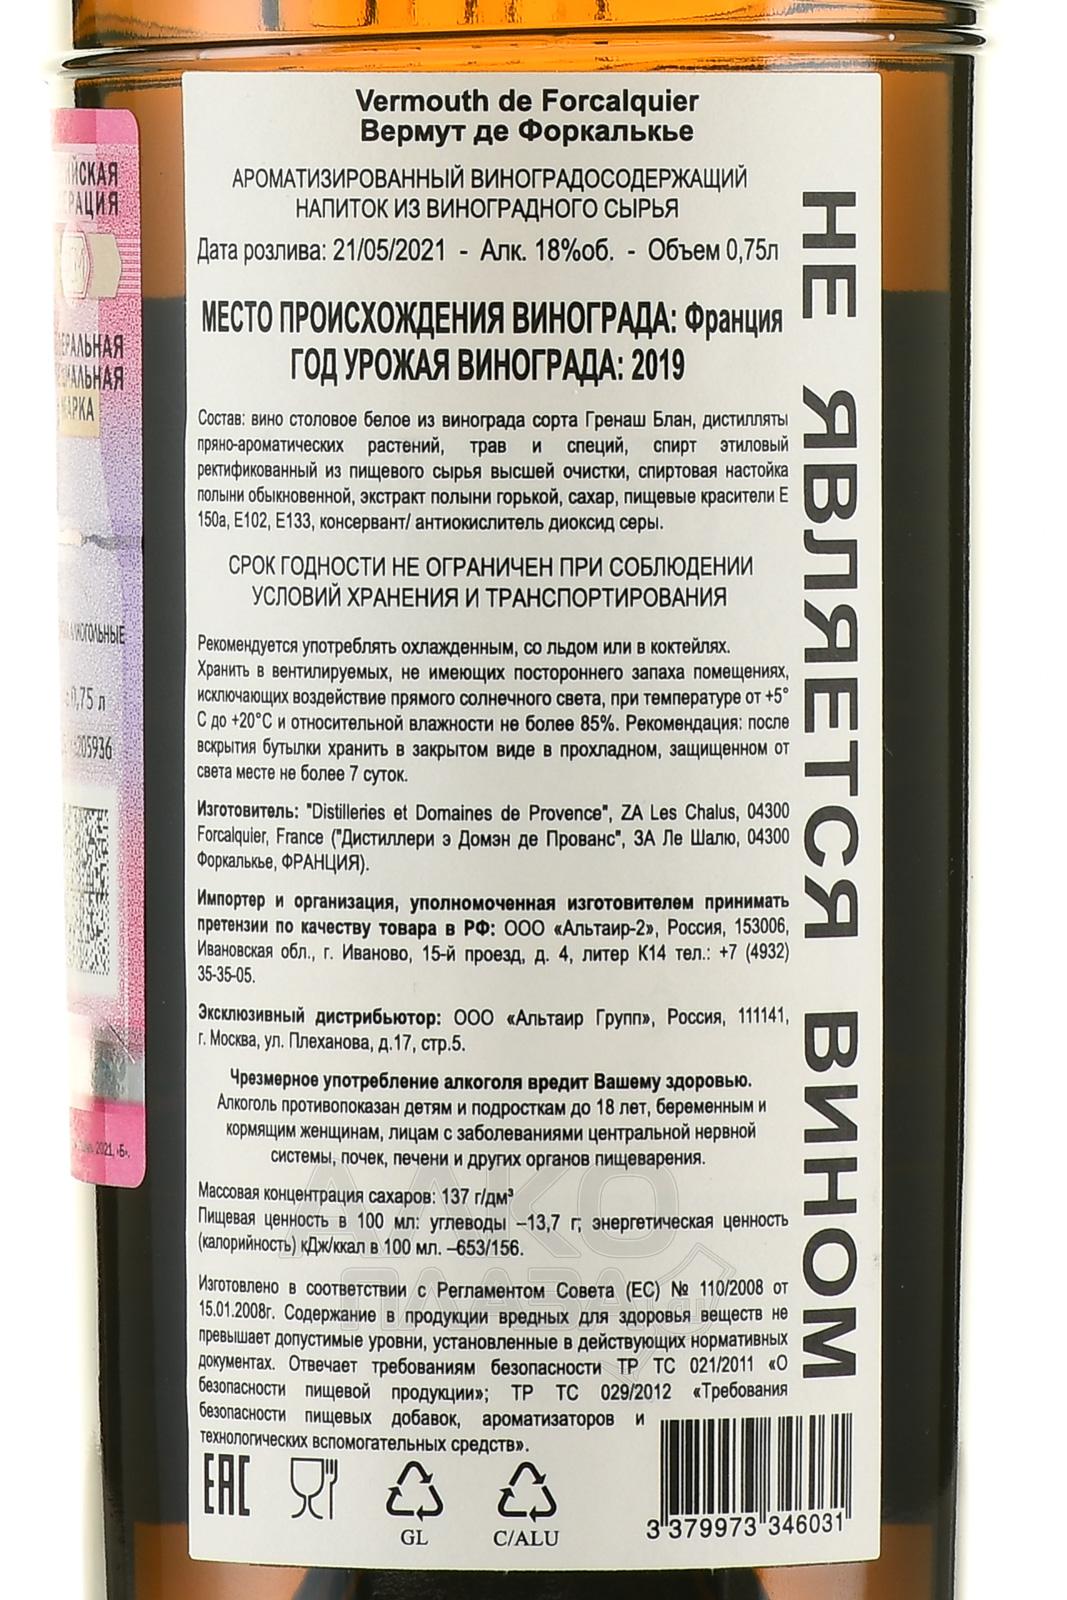 Vermouth de Forcalquier
Вермут де Форкалькье
АРОМАТИЗИРОВАННЫЙ ВИНОГРАДОСОДЕРЖАЩИЙ
НАПИТОК ИЗ ВИНОГРАДНОГО СЫРЬЯ
Дата розлива: 21/05/2021 - Алк. 18%об. - Объем 0,75л
МЕСТО ПРОИСХОЖДЕНИЯ ВИНОГРАДА: Франция
ГОД УРОЖАЯ ВИНОГРАДА: 2019
Состав: вино столовое белое из винограда сорта Гренаш Блан, дистилляты
пряно-ароматических растений, трав и специй, спирт этиловый
ректификованный из пищевого сырья высшей очистки, спиртовая настойка
полыни обыкновенной, экстракт полыни горькой, сахар, пищевые красители Е
150а, Е102, Е133, консервант/ антиокислитель диоксид серы.
СРОК ГОДНОСТИ НЕ ОГРАНИЧЕН ПРИ СОБЛЮДЕНИИ
УСЛОВИЙ ХРАНЕНИЯ И ТРАНСПОРТИРОВАНИЯ
Рекомендуется употреблять охлажденным, со льдом или в коктейлях.
Хранить в вентилируемых, не имеющих постороннего запаха помещениях,
исключающих воздействие прямого солнечного света, при температуре от +5°
С до +20°С и относительной влажности не более 85%. Рекомендация: после
вскрытия бутылки хранить в закрытом виде в прохладном, защищенном от
света месте не более 7 суток.
Изготовитель: "Distilleries et Domaines de Provence", ZA Les Chalus, 04300
Forcalquier, France ("Дистиллери э Домэн де Прованс", ЗА Ле Шалю, 04300
Форкалькье, ФРАНЦИЯ).
Импортер и организация, уполномоченная изготовителем принимать
претензии по качеству товара в РФ: ООО «Альтаир-2», Россия, 153006,
Ивановская обл., г. Иваново, 15-й проезд, д. 4, литер К14 тел.: +7 (4932)
35-35-05.
Эксклюзивный дистрибьютор: ООО «Альтаир Групп», Россия, 111141,
г. Москва, ул. Плеханова, д.17, стр.5.
Чрезмерное употребление алкоголя вредит Вашему здоровью.
Алкоголь противопоказан детям и подросткам до 18 лет, беременным и
кормящим женщинам, лицам с заболеваниями центральной нервной
системы, почек, печени и других органов пищеварения.
Массовая концентрация сахаров: 137 г/дм³
Пищевая ценность в 100 мл: углеводы –13,7 г; энергетическая ценность
(калорийность) кДж/ккал в 100 мл. –653/156.
Изготовлено в соответствии с Регламентом Совета (ЕС) № 110/2008 от
15.01.2008г. Содержание в продукции вредных для здоровья веществ не
превышает допустимые уровни, установленные в действующих нормативных
документах. Отвечает требованиям безопасности ТР ТС 021/2011 «О
безопасности пищевой продукции»; ТР ТС 029/2012 «Требования
безопасности пищевых добавок, ароматизаторов и
технологических вспомогательных средств».
EAC
GL
C/ALU
3 379973 346031
НЕ ЯВЛЯЕТСЯ ВИНОМ
АЛКО
ПЛАЗА
.ru
0,75 л